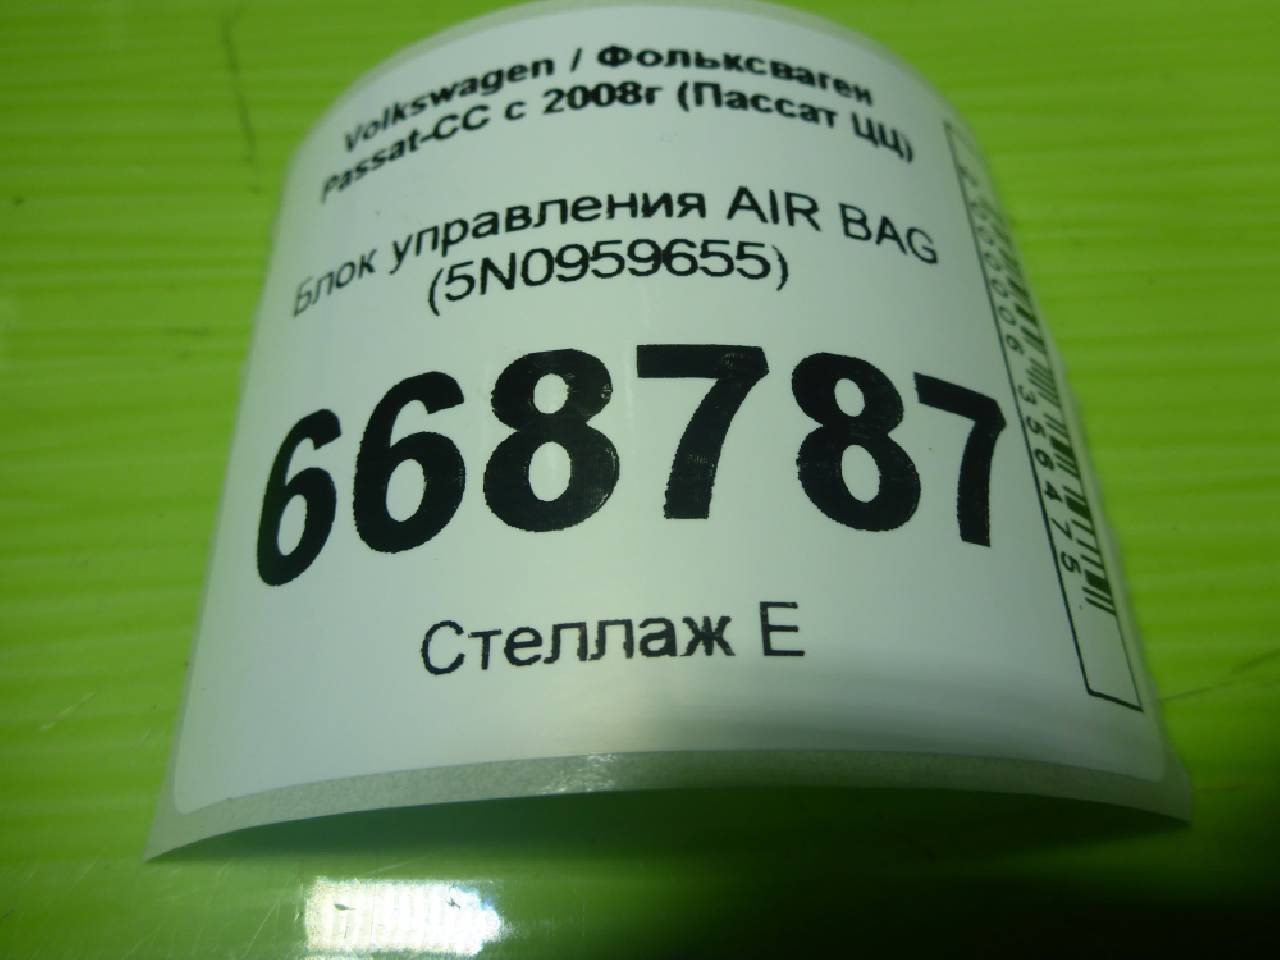 Volkswagen / Фольксваген
Passat-CC с 2008г (Пассат ЦЦ)
Блок управления AIR BAG
(5N0959655)
668787
Стеллаж Е